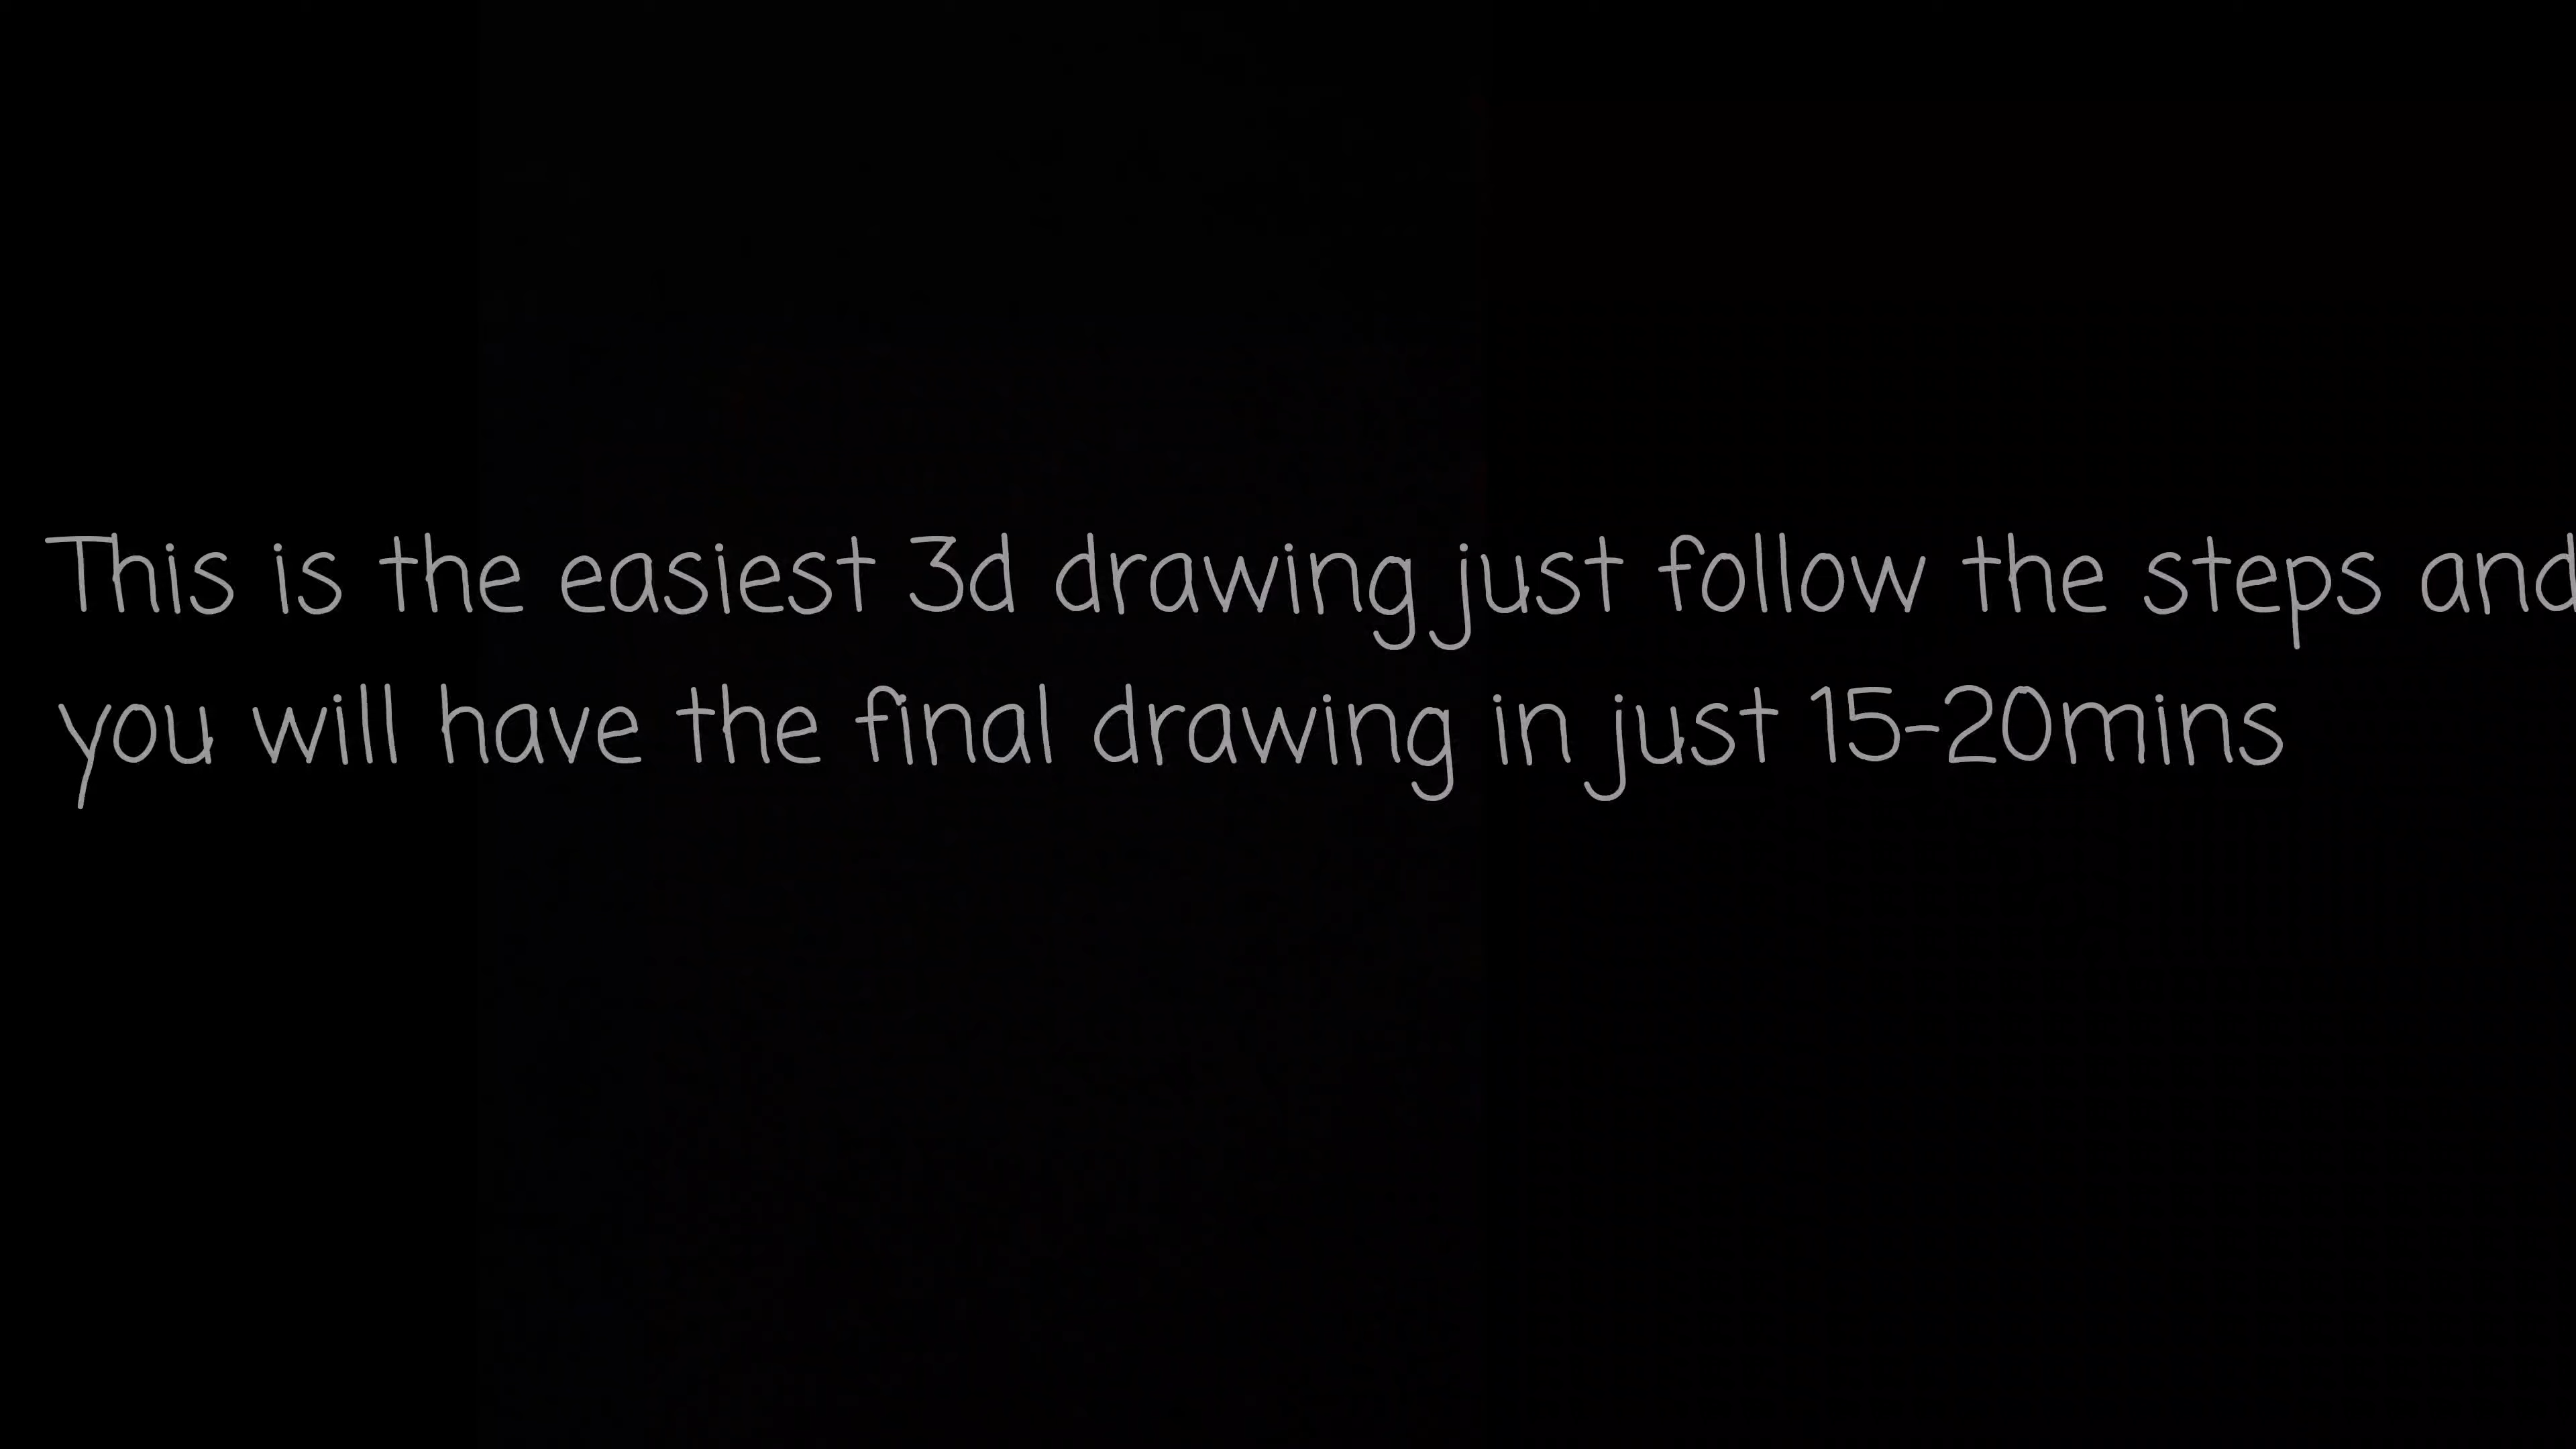 This is the easiest 3d drawing just follow the steps and
you will have the final drawing in just 15-20mins